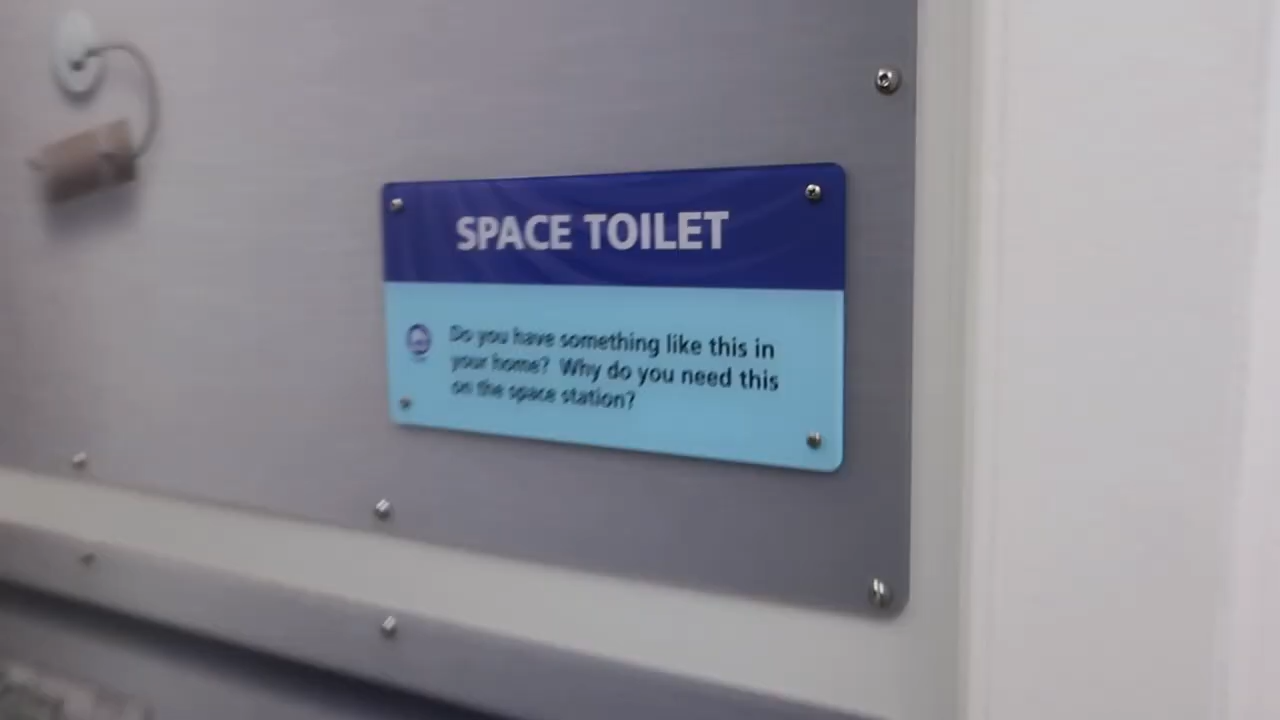 SPACE TOILET
Do you have something like this in
your home? Why do you need this
on the space station?